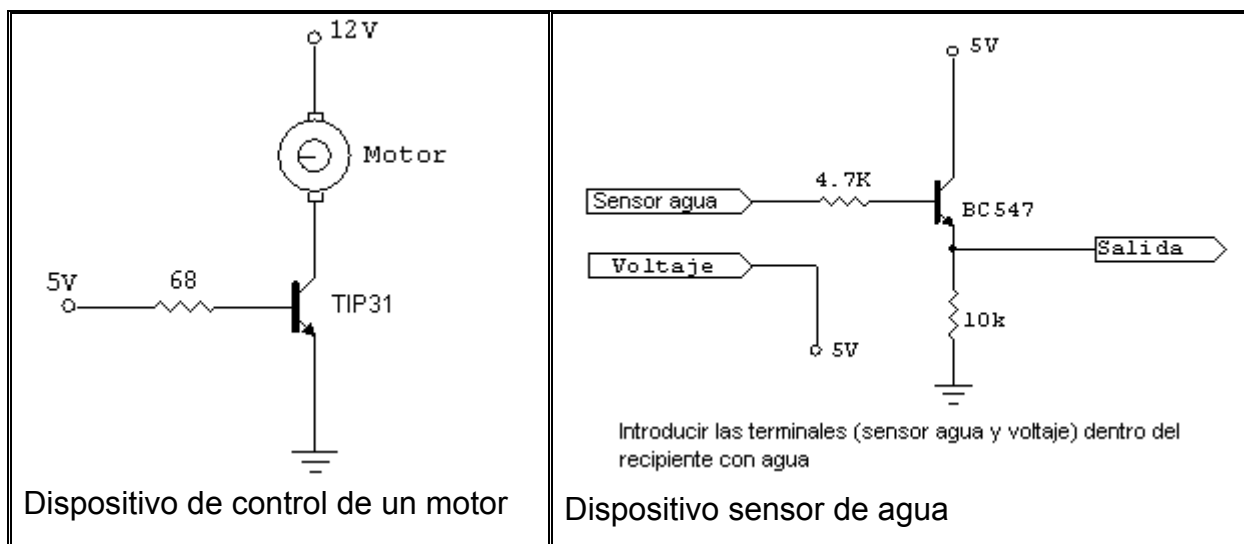 12V
Motor
5V
68
TIP31
Dispositivo de control de un motor
5V
4.7K
Sensor agua
BC547
Salida
Voltaje
10k
5V
Introducir las terminales (sensor agua y voltaje) dentro del
recipiente con agua
Dispositivo sensor de agua